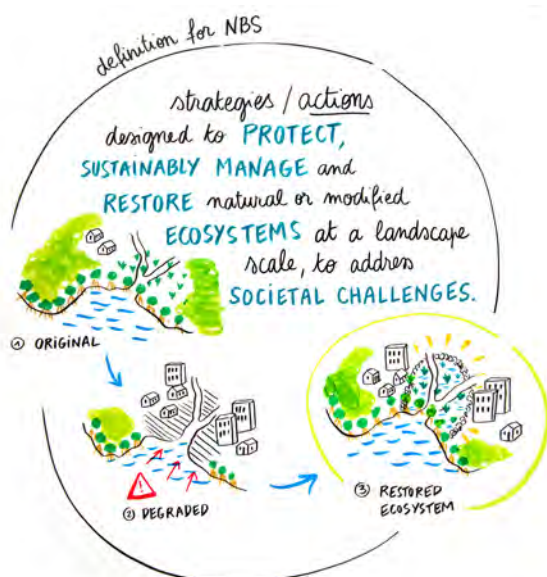 definition for NBS
strategies / actions
designed to PROTECT,
SUSTAINABLY MANAGE and
RESTORE natural or modified
ECOSYSTEMS at a landscape
scale, to address
SOCIETAL CHALLENGES.
① ORIGINAL
② DEGRADED
③ RESTORED
ECOSYSTEM